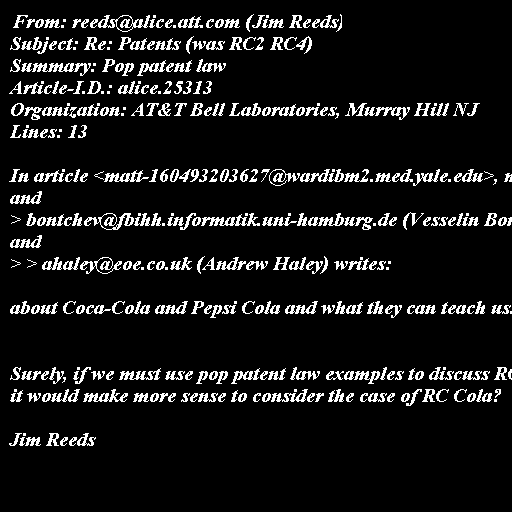 From: reeds@alice.att.com (Jim Reeds)
Subject: Re: Patents (was RC2 RC4)
Summary: Pop patent law
Article-I.D.: alice.25313
Organization: AT&T Bell Laboratories, Murray Hill NJ
Lines: 13
In article <matt-160493203627@wardibm2.med.yale.edu>,
and
> bontchev@fbihh.informatik.uni-hamburg.de (Vesselin
and
> > ahaley@eoe.co.uk (Andrew Haley) writes:
about Coca-Cola and Pepsi Cola and what they can teach us.
Surely, if we must use pop patent law examples to discuss
it would make more sense to consider the case of RC Cola?
Jim Reeds